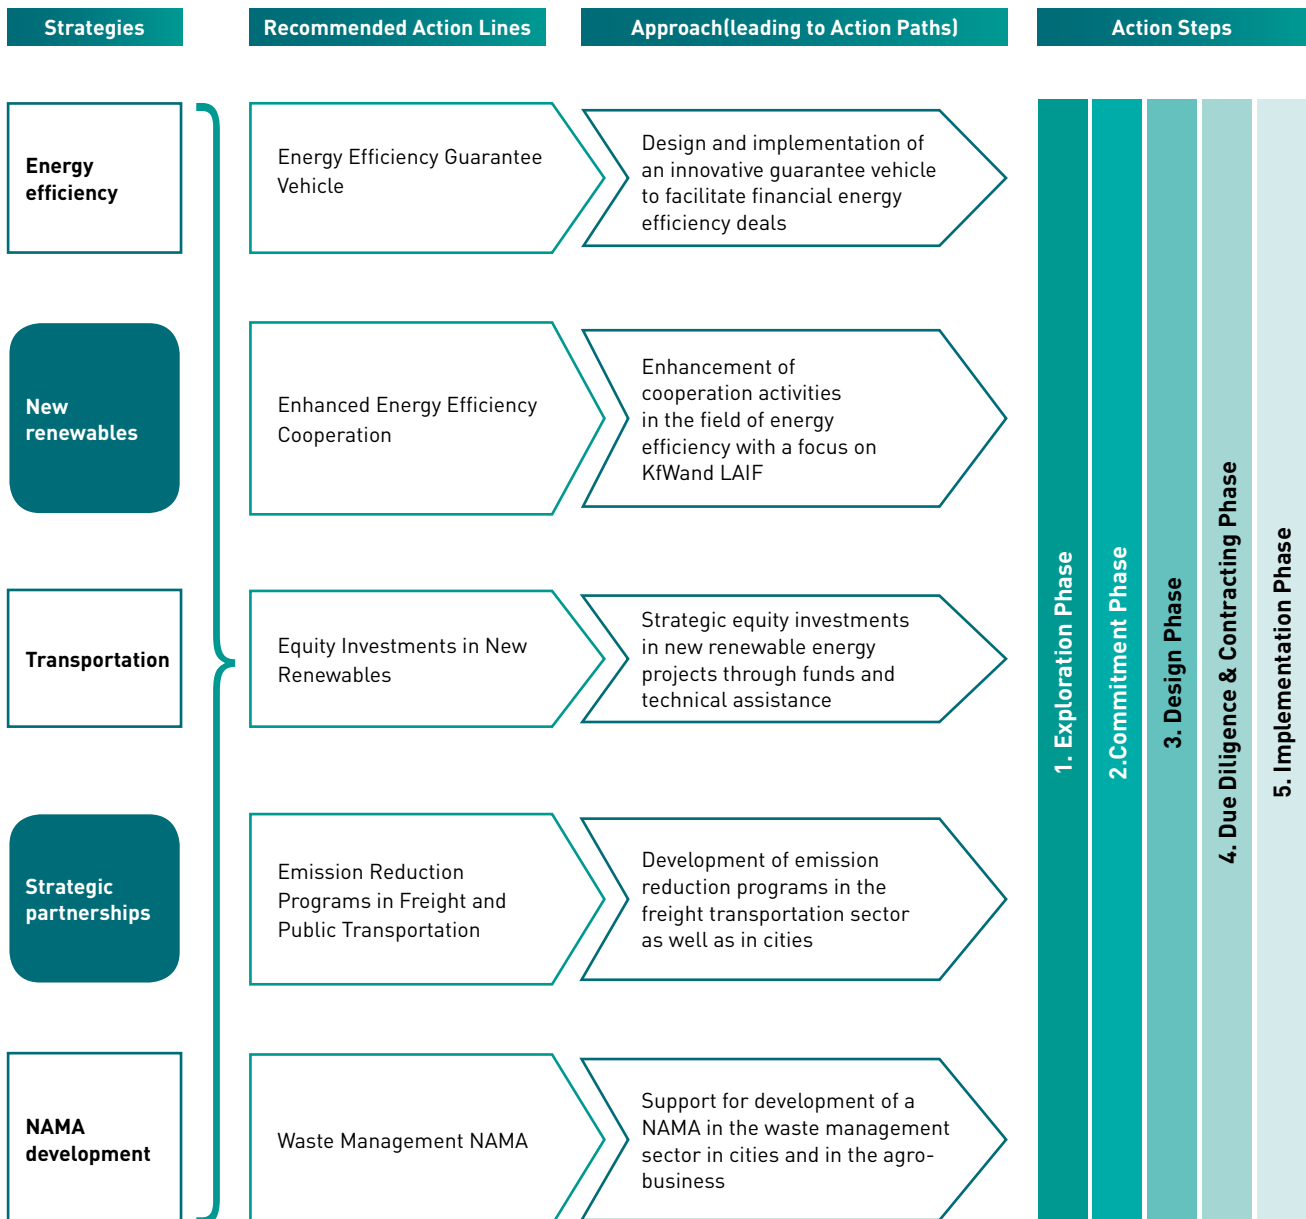 Strategies
Recommended Action Lines
Approach(leading to Action Paths)
Action Steps
Energy
efficiency
Energy Efficiency Guarantee
Vehicle
Design and implementation of
an innovative guarantee vehicle
to facilitate financial energy
efficiency deals
New
renewables
Enhanced Energy Efficiency
Cooperation
Enhancement of
cooperation activities
in the field of energy
efficiency with a focus on
KfWand LAIF
Transportation
Equity Investments in New
Renewables
Strategic equity investments
in new renewable energy
projects through funds and
technical assistance
Strategic
partnerships
Emission Reduction
Programs in Freight and
Public Transportation
Development of emission
reduction programs in the
freight transportation sector
as well as in cities
NAMA
development
Waste Management NAMA
Support for development of a
NAMA in the waste management
sector in cities and in the agro-
business
1. Exploration Phase
2.Commitment Phase
3. Design Phase
4. Due Diligence & Contracting Phase
5. Implementation Phase